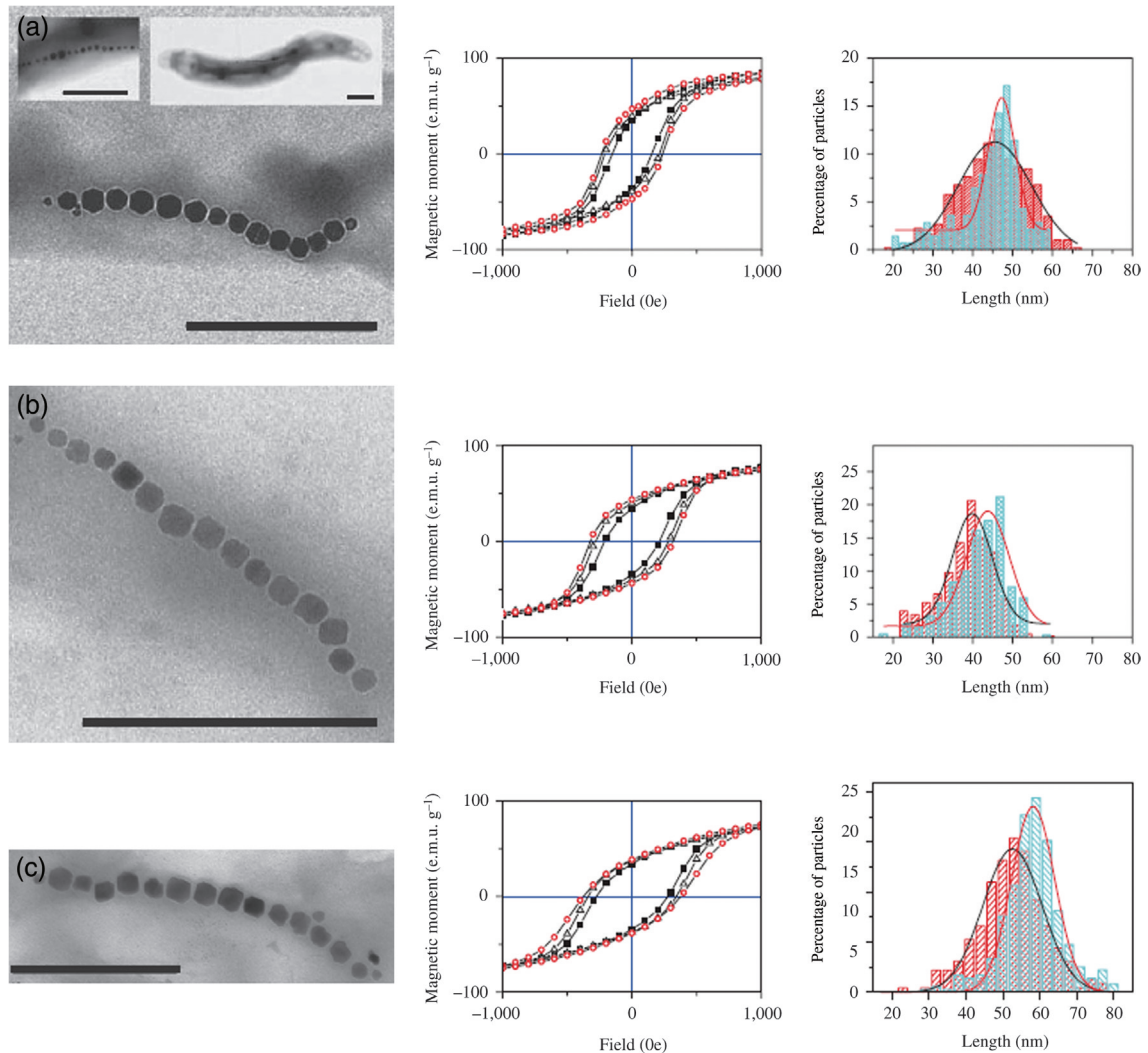 (a)
Magnetic moment (e.m.u. g⁻¹)
100
0
−100
−1,000
0
1,000
Field (0e)
Percentage of particles
20
15
10
5
0
20 30 40 50 60 70 80
Length (nm)
(b)
Magnetic moment (e.m.u. g⁻¹)
100
0
−100
−1,000
0
1,000
Field (0e)
Percentage of particles
25
20
15
10
5
0
20 30 40 50 60 70 80
Length (nm)
(c)
Magnetic moment (e.m.u. g⁻¹)
100
0
−100
−1,000
0
1,000
Field (0e)
Percentage of particles
25
20
15
10
5
0
20 30 40 50 60 70 80
Length (nm)